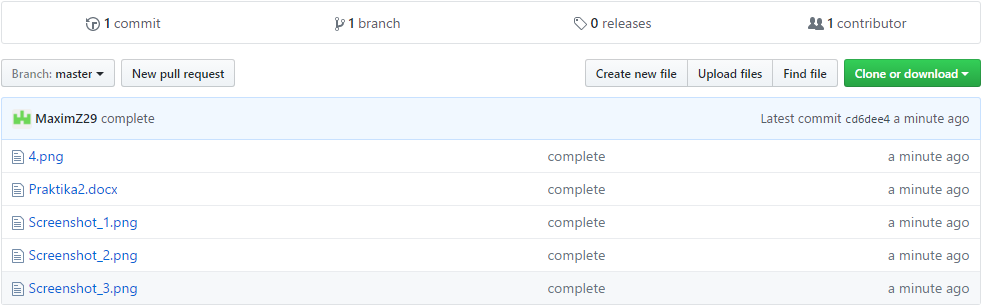 1 commit 1 branch 0 releases 1 contributor
Branch: master New pull request Create new file Upload files Find file Clone or download
MaximZ29 complete Latest commit cd6dee4 a minute ago
4.png complete a minute ago
Praktika2.docx complete a minute ago
Screenshot_1.png complete a minute ago
Screenshot_2.png complete a minute ago
Screenshot_3.png complete a minute ago